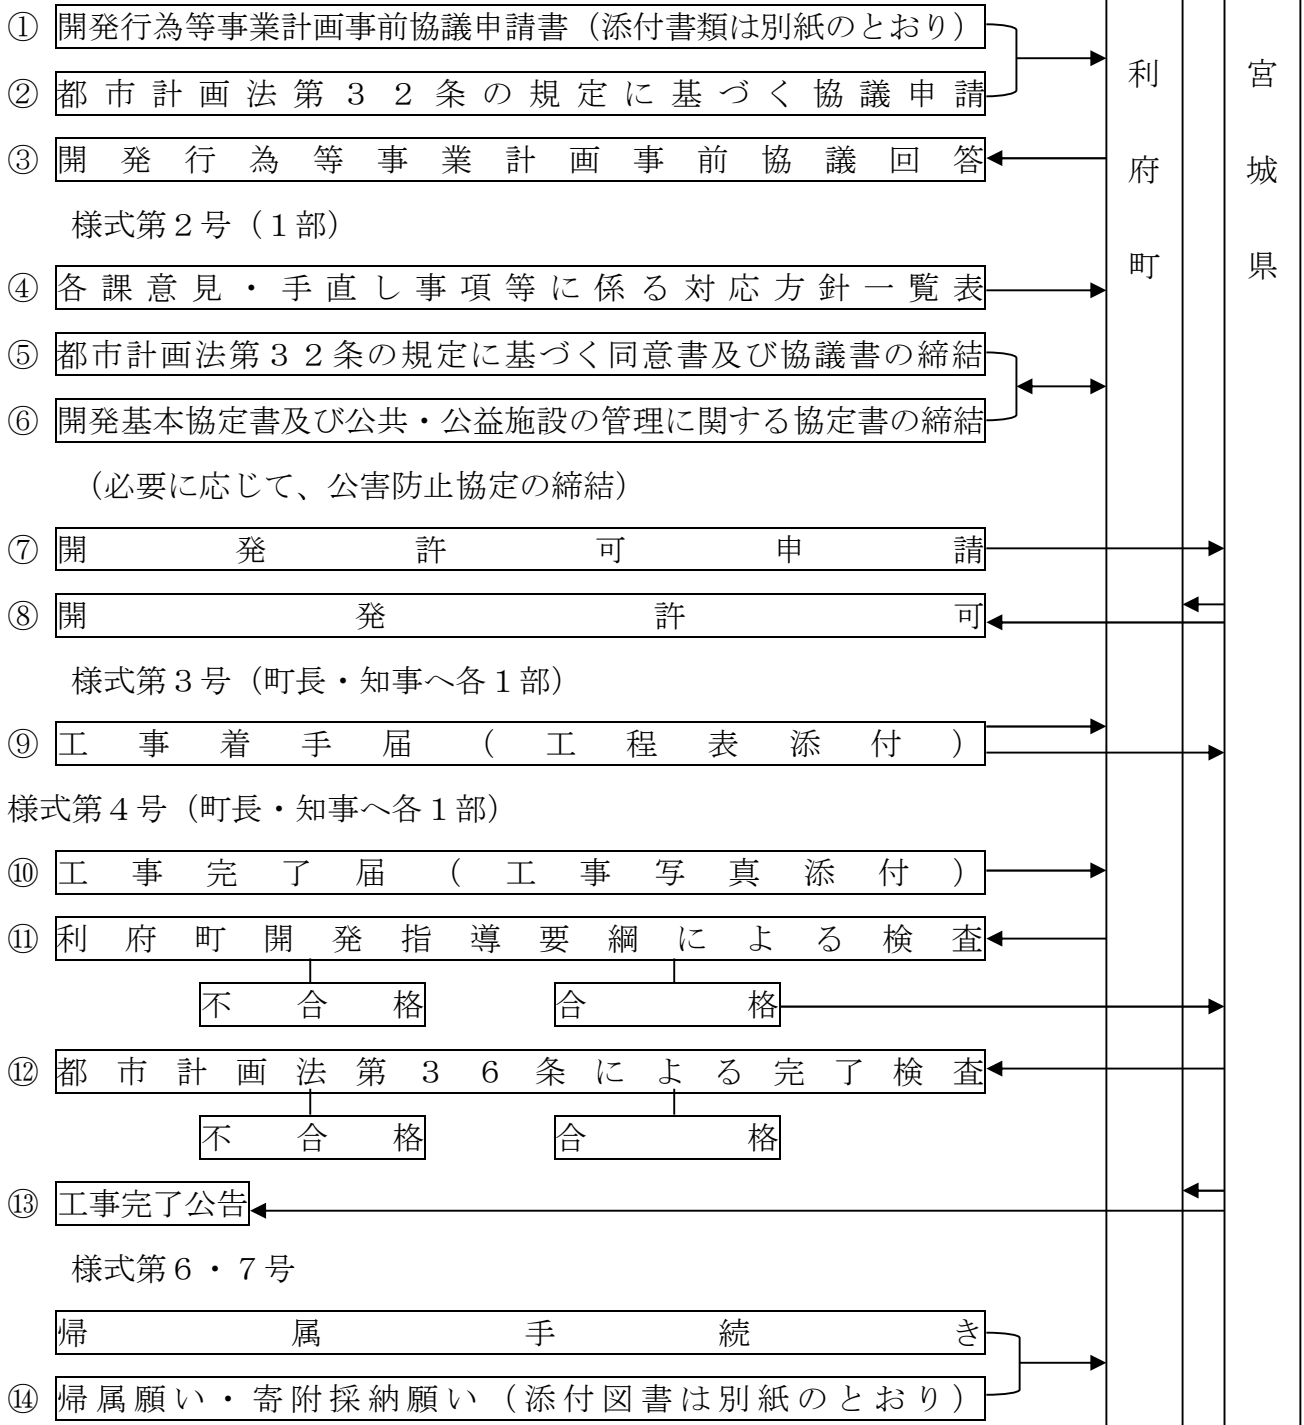 ① 開発行為等事業計画事前協議申請書（添付書類は別紙のとおり）
② 都市計画法第３２条の規定に基づく協議申請
③ 開発行為等事業計画事前協議回答
様式第２号（１部）
④ 各課意見・手直し事項等に係る対応方針一覧表
⑤ 都市計画法第３２条の規定に基づく同意書及び協議書の締結
⑥ 開発基本協定書及び公共・公益施設の管理に関する協定書の締結
（必要に応じて、公害防止協定の締結）
⑦ 開発許可申請
⑧ 開発許可
様式第３号（町長・知事へ各１部）
⑨ 工事着手届（工程表添付）
様式第４号（町長・知事へ各１部）
⑩ 工事完了届（工事写真添付）
⑪ 利府町開発指導要綱による検査
不合格 合格
⑫ 都市計画法第３６条による完了検査
不合格 合格
⑬ 工事完了公告
様式第６・７号
帰属手続き
⑭ 帰属願い・寄附採納願い（添付図書は別紙のとおり）
利府町
宮城県